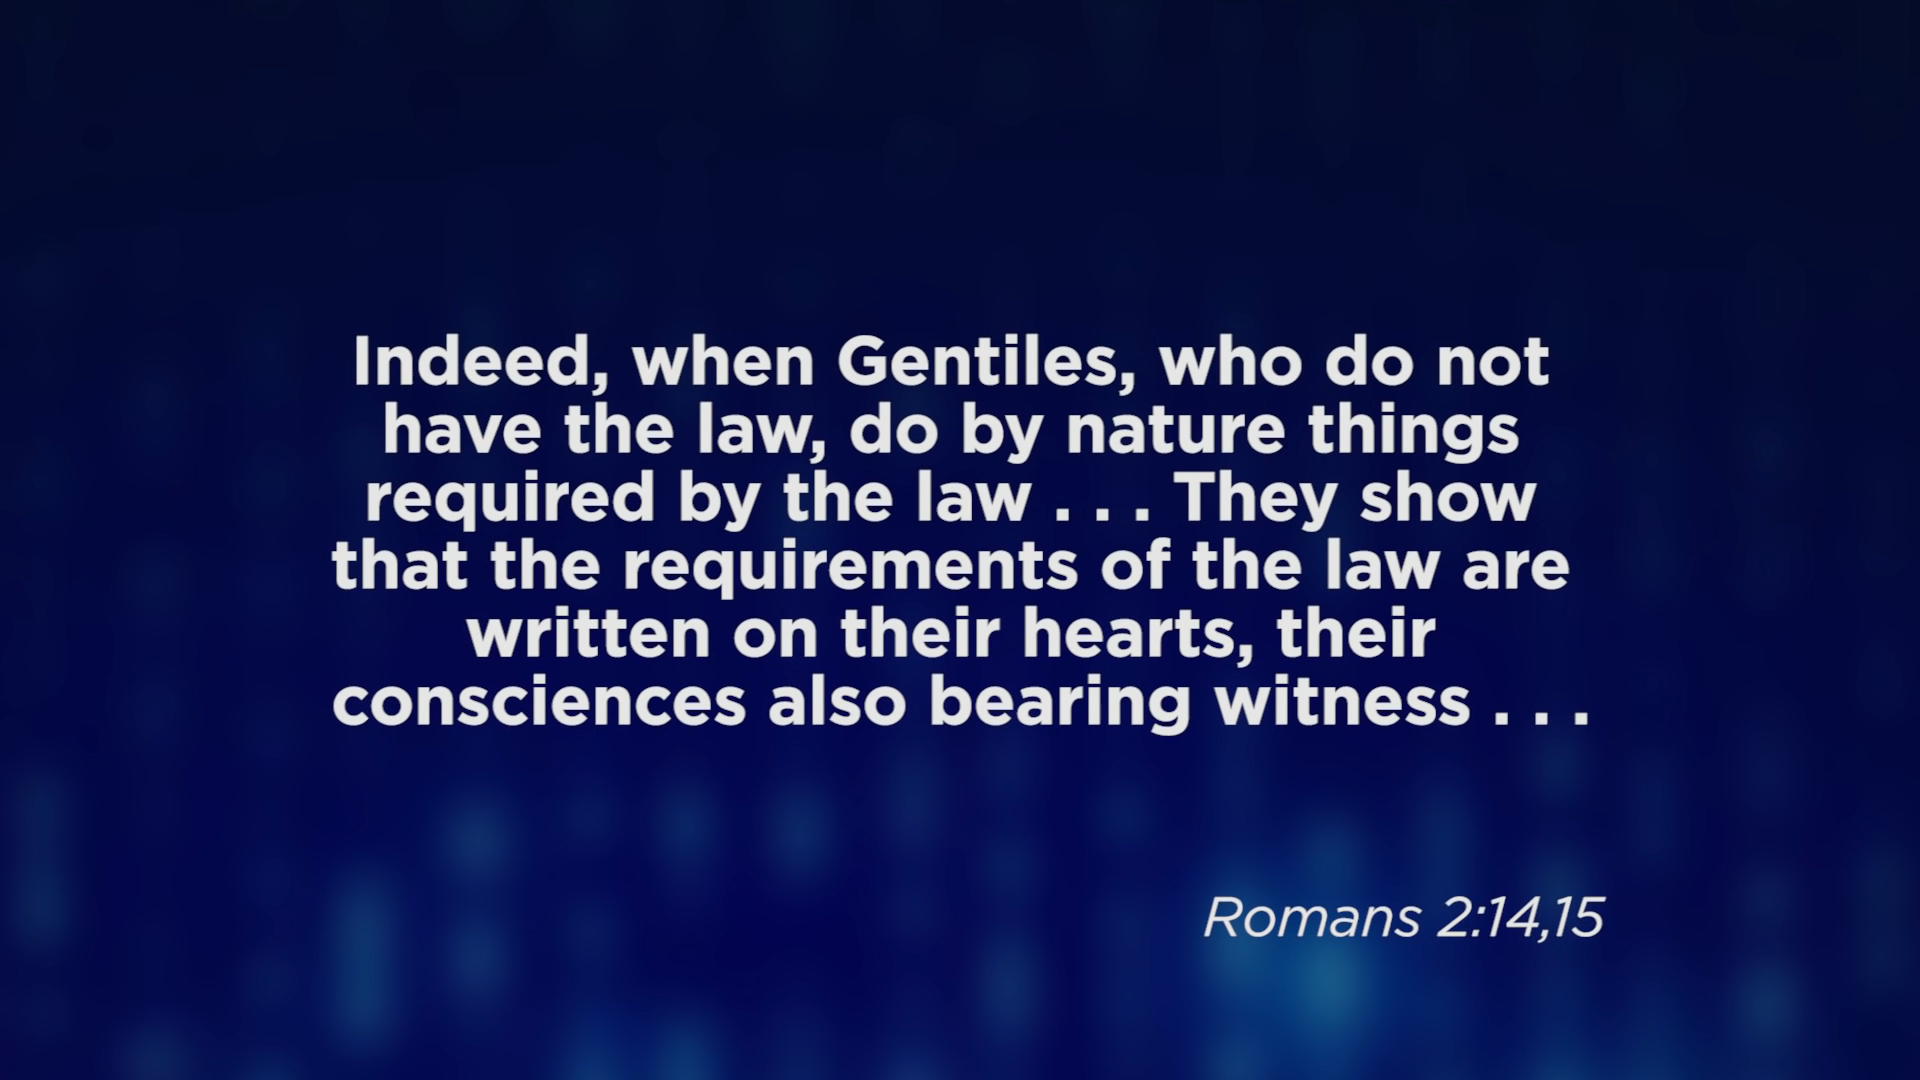 Indeed, when Gentiles, who do not
have the law, do by nature things
required by the law . . . They show
that the requirements of the law are
written on their hearts, their
consciences also bearing witness . . .
Romans 2:14,15